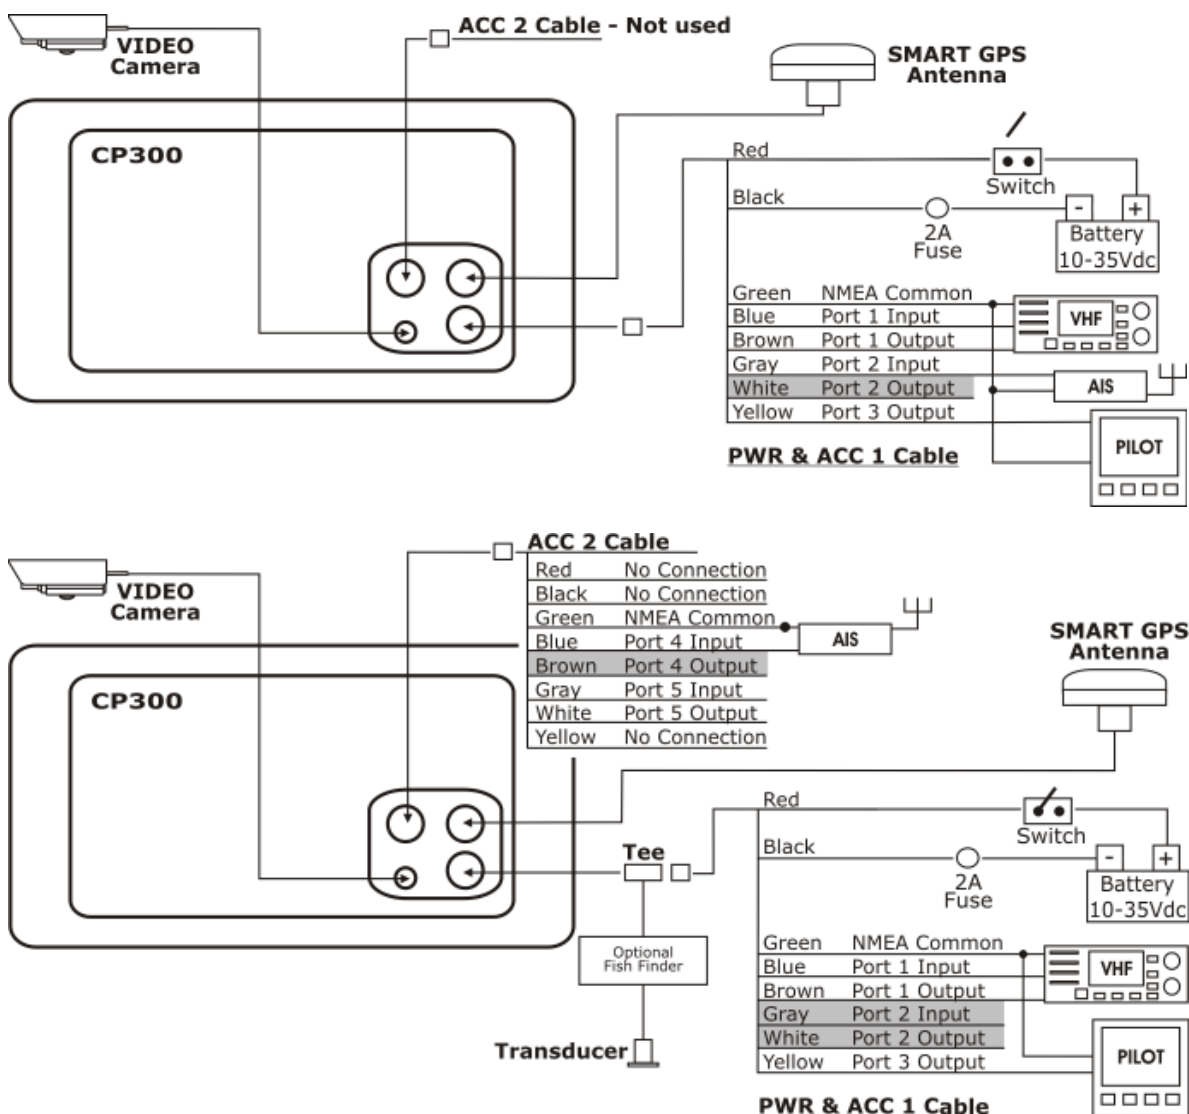 ACC 2 Cable - Not used
VIDEO
Camera
SMART GPS
Antenna
CP300
Red
Switch
Black
2A
Fuse
- +
Battery
10-35Vdc
Green NMEA Common
Blue Port 1 Input
Brown Port 1 Output
VHF
Gray Port 2 Input
White Port 2 Output
AIS
Yellow Port 3 Output
PILOT
PWR & ACC 1 Cable
ACC 2 Cable
Red No Connection
Black No Connection
Green NMEA Common
Blue Port 4 Input
Brown Port 4 Output
Gray Port 5 Input
White Port 5 Output
Yellow No Connection
AIS
VIDEO
Camera
SMART GPS
Antenna
CP300
Red
Switch
Black
2A
Fuse
- +
Battery
10-35Vdc
Tee
Optional
Fish Finder
Transducer
Green NMEA Common
Blue Port 1 Input
Brown Port 1 Output
VHF
Gray Port 2 Input
White Port 2 Output
Yellow Port 3 Output
PILOT
PWR & ACC 1 Cable